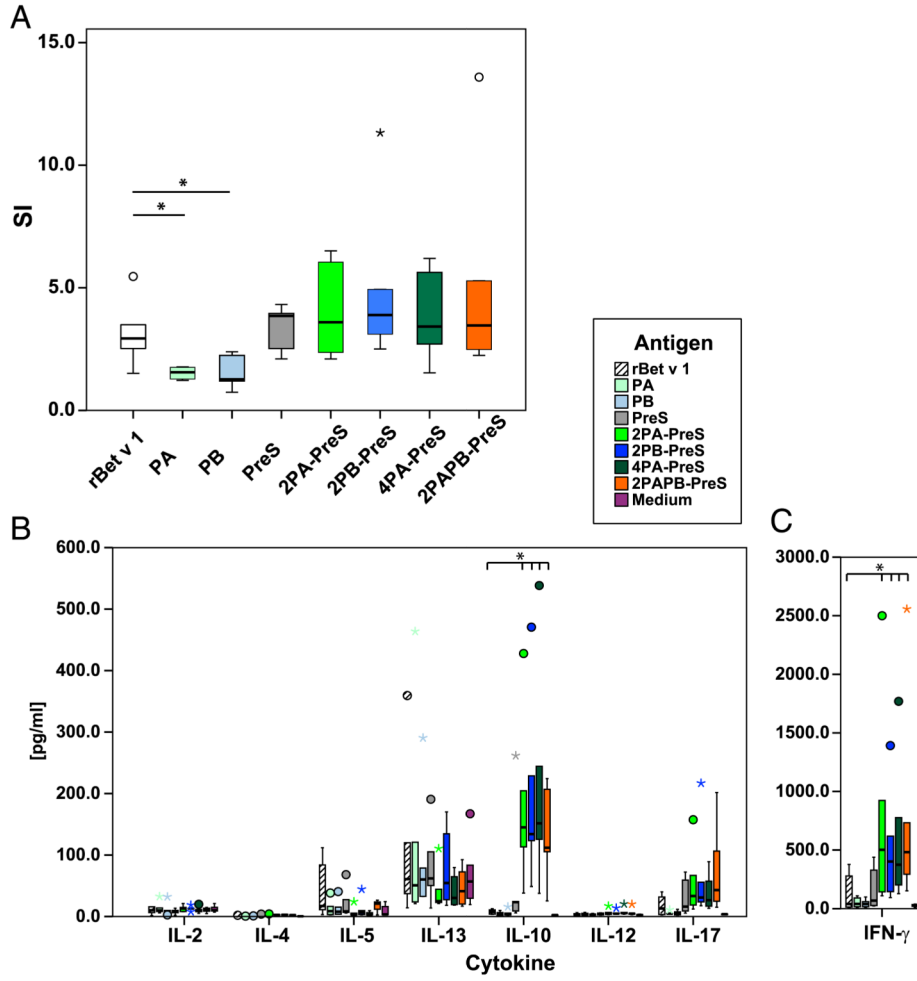 A
15.0
10.0
5.0
0.0
SI
*
*
*
rBet v 1
PA
PB
PreS
2PA-PreS
2PB-PreS
4PA-PreS
2PAPB-PreS
Antigen
rBet v 1
PA
PB
PreS
2PA-PreS
2PB-PreS
4PA-PreS
2PAPB-PreS
Medium
B
600.0
500.0
400.0
300.0
200.0
100.0
0.0
[pg/ml]
*
IL-2
IL-4
IL-5
IL-13
IL-10
IL-12
IL-17
Cytokine
C
3000.0
2500.0
2000.0
1500.0
1000.0
500.0
0.0
*
IFN-γ